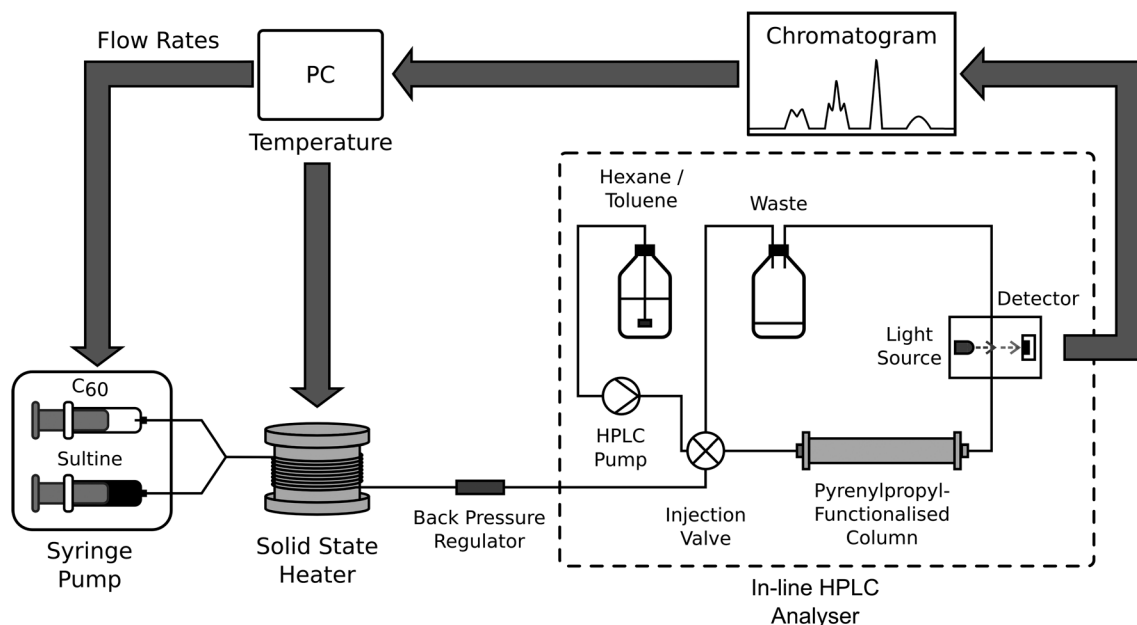 Flow Rates
PC
Temperature
Chromatogram
Hexane /
Toluene
Waste
Detector
Light
Source
C60
Sultine
HPLC
Pump
Syringe
Pump
Solid State
Heater
Back Pressure
Regulator
Injection
Valve
Pyrenylpropyl-
Functionalised
Column
In-line HPLC
Analyser